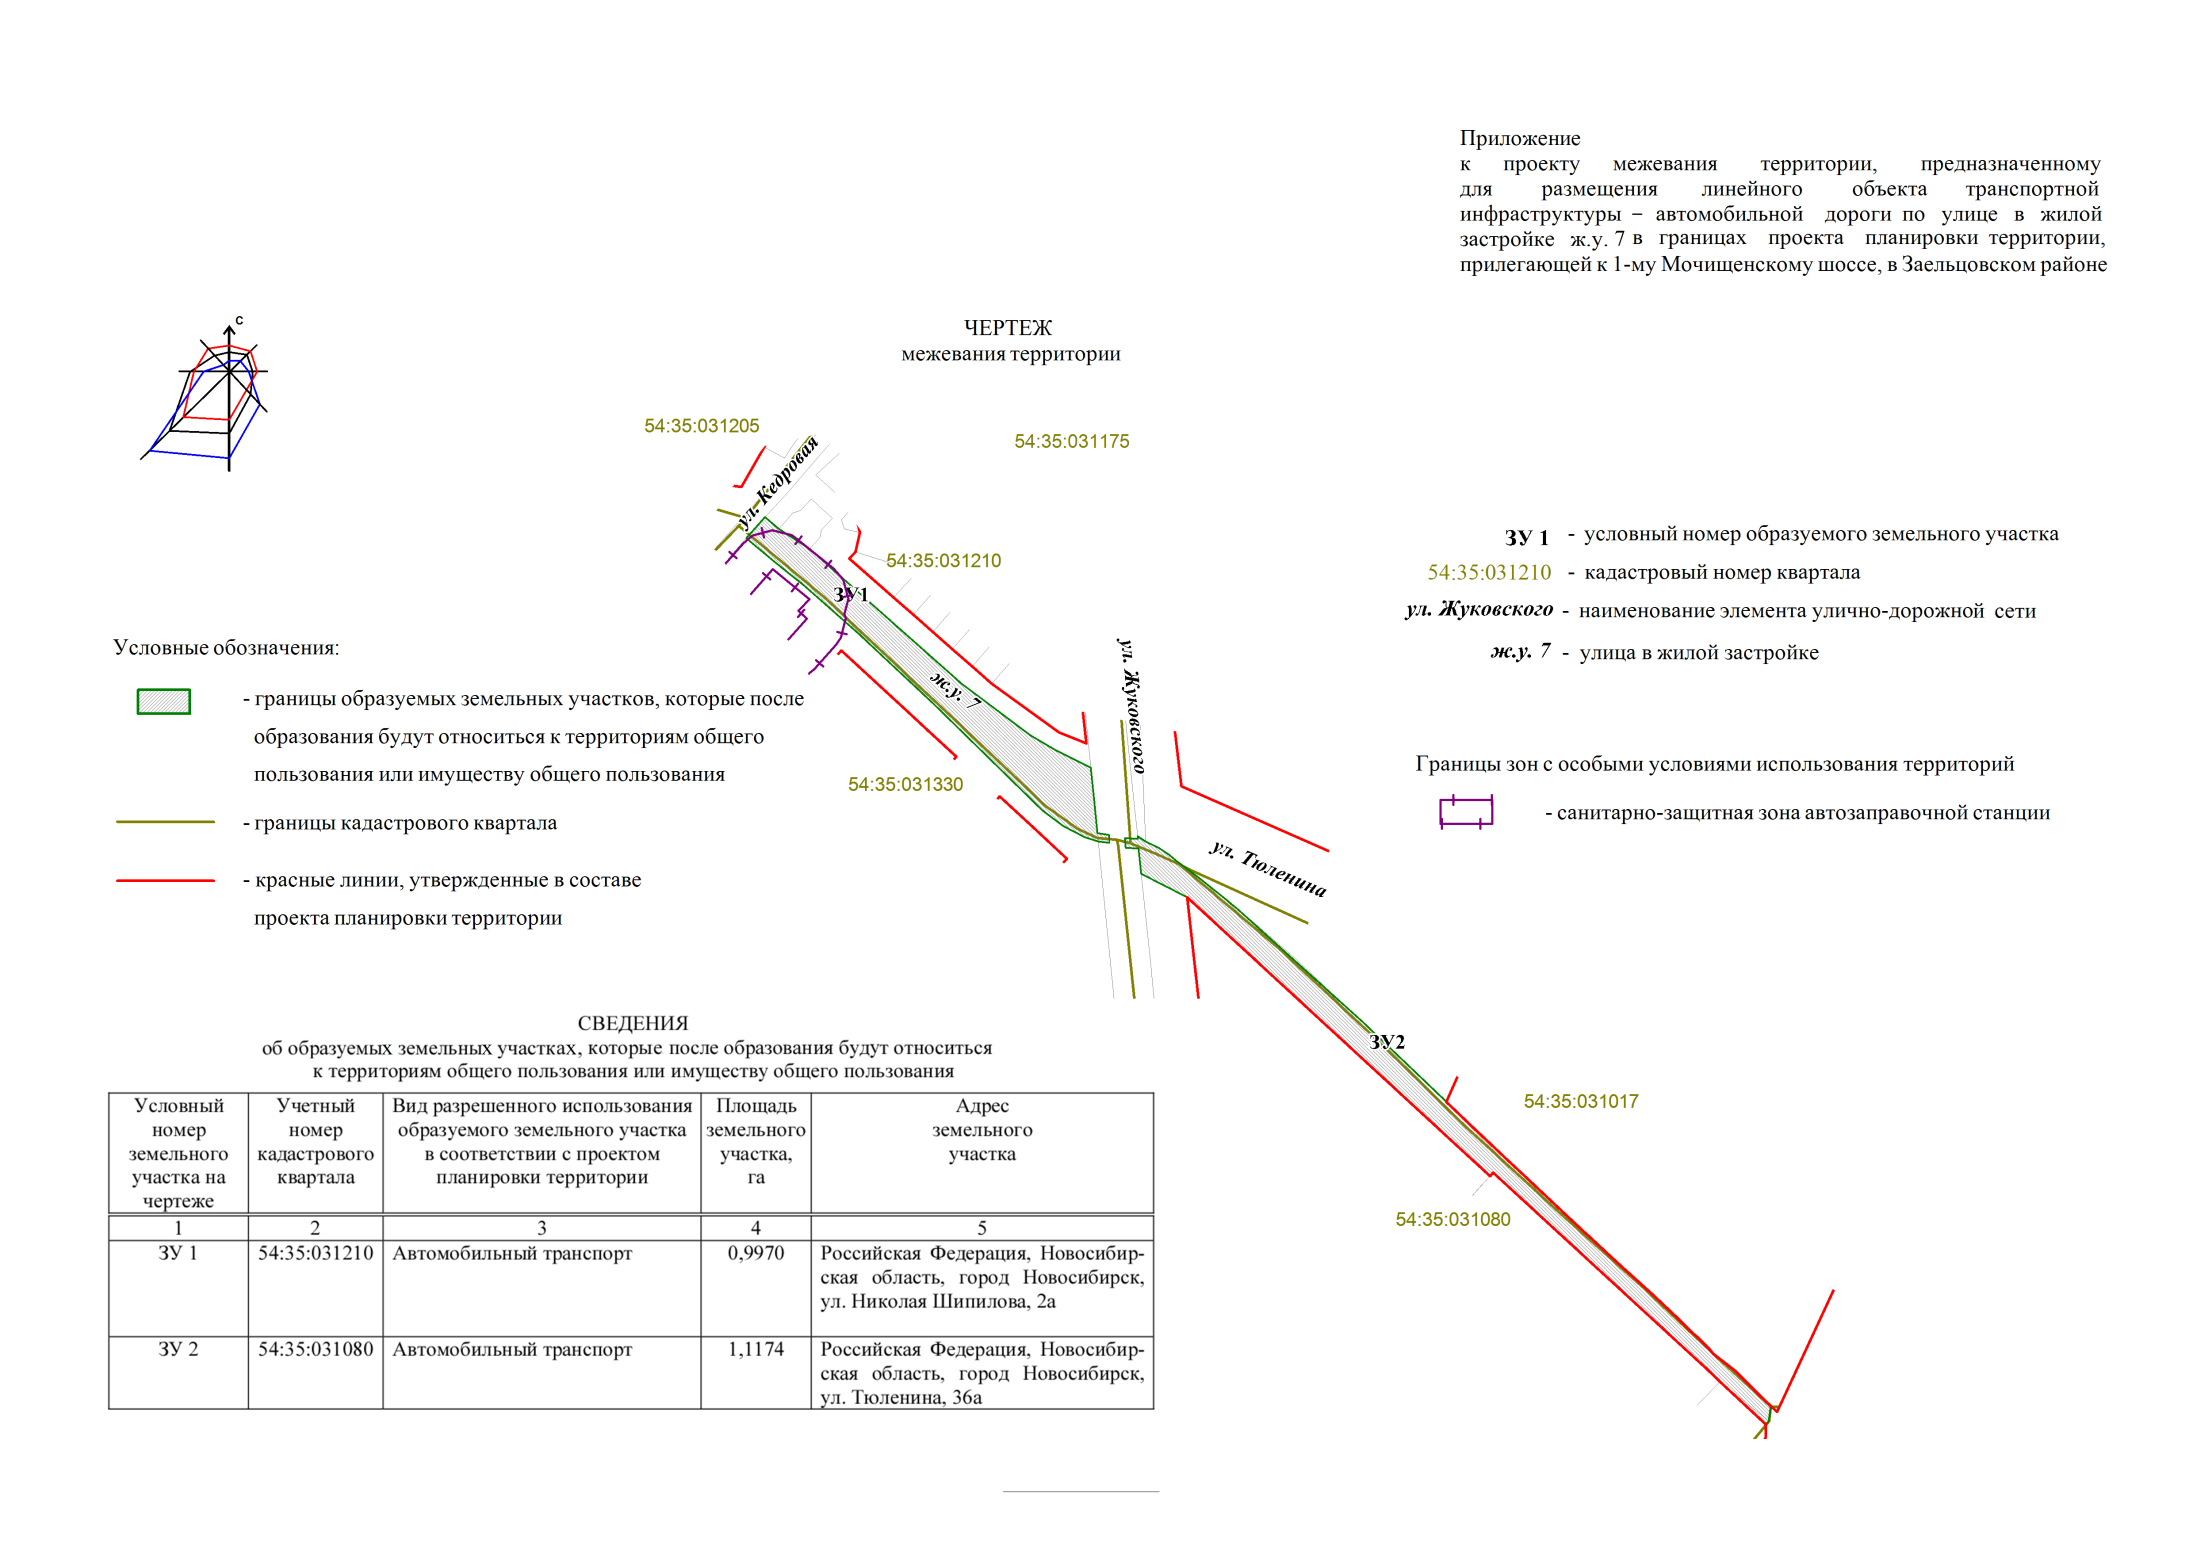 Приложение
к проекту межевания территории, предназначенному
для размещения линейного объекта транспортной
инфраструктуры – автомобильной дороги по улице в жилой
застройке ж.у. 7 в границах проекта планировки территории,
прилегающей к 1-му Мочищенскому шоссе, в Заельцовском районе
С
ЧЕРТЕЖ
межевания территории
54:35:031205
54:35:031175
ул. Кедровая
54:35:031210
ЗУ1
ж.у. 7
ул. Жуковского
54:35:031330
ул. Тюленина
ЗУ2
54:35:031017
54:35:031080
ЗУ 1 - условный номер образуемого земельного участка
54:35:031210 - кадастровый номер квартала
ул. Жуковского - наименование элемента улично-дорожной сети
ж.у. 7 - улица в жилой застройке
Границы зон с особыми условиями использования территорий
- санитарно-защитная зона автозаправочной станции
Условные обозначения:
- границы образуемых земельных участков, которые после
образования будут относиться к территориям общего
пользования или имуществу общего пользования
- границы кадастрового квартала
- красные линии, утвержденные в составе
проекта планировки территории
СВЕДЕНИЯ
об образуемых земельных участках, которые после образования будут относиться
к территориям общего пользования или имуществу общего пользования
Условный номер земельного участка на чертеже
Учетный номер кадастрового квартала
Вид разрешенного использования образуемого земельного участка в соответствии с проектом планировки территории
Площадь земельного участка, га
Адрес земельного участка
1 2 3 4 5
ЗУ 1 54:35:031210 Автомобильный транспорт 0,9970 Российская Федерация, Новосибир-
ская область, город Новосибирск,
ул. Николая Шипилова, 2а
ЗУ 2 54:35:031080 Автомобильный транспорт 1,1174 Российская Федерация, Новосибир-
ская область, город Новосибирск,
ул. Тюленина, 36а